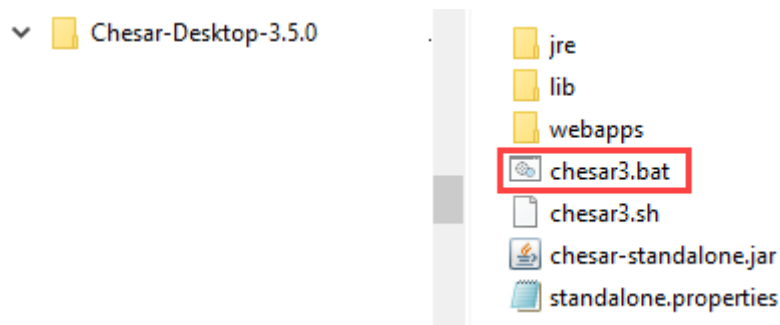 Chesar-Desktop-3.5.0
jre
lib
webapps
chesar3.bat
chesar3.sh
chesar-standalone.jar
standalone.properties